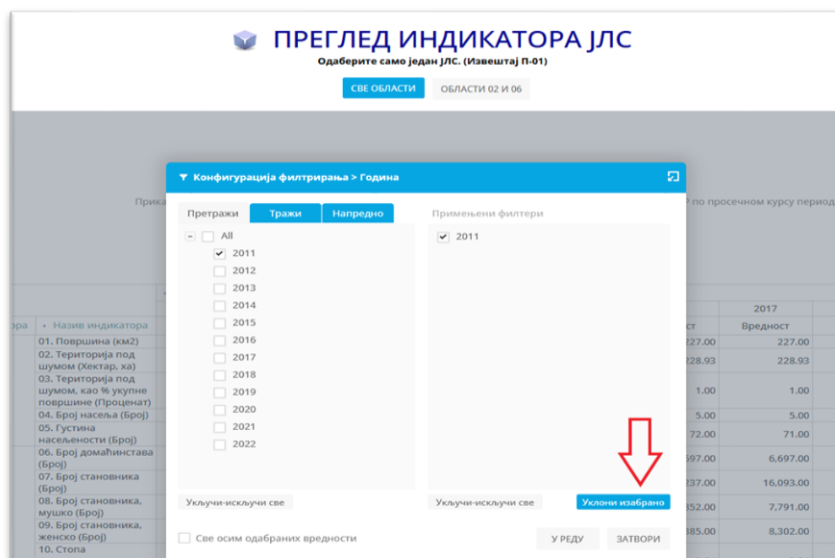 ПРЕГЛЕД ИНДИКАТОРА ЈЛС
Одаберите само један ЈЛС. (Извештај П-01)
СВЕ ОБЛАСТИ
ОБЛАСТИ 02 И 06
Конфигурација филтрирања > Година
по просечном курсу период
Претражи
Тражи
Напредно
Примењени филтери
All
2011
2012
2013
2014
2015
2016
2017
2018
2019
2020
2021
2022
2011
Укључи-искључи све
Укључи-искључи све
Уклони изабрано
Све осим одабраних вредности
У РЕДУ
ЗАТВОРИ
Назив индикатора
01. Површина (км2)
02. Територија под
шумом (Хектар, ха)
03. Територија под
шумом, као % укупне
површине (Проценат)
04. Број насеља (Број)
05. Густина
насељености (Број)
06. Број домаћинстава
(Број)
07. Број становника
(Број)
08. Број становника,
мушко (Број)
09. Број становника,
женско (Број)
10. Стопа
2017
Вредност
227.00 227.00
228.93 228.93
1.00 1.00
5.00 5.00
72.00 71.00
6,697.00
16,093.00
7,791.00
8,302.00